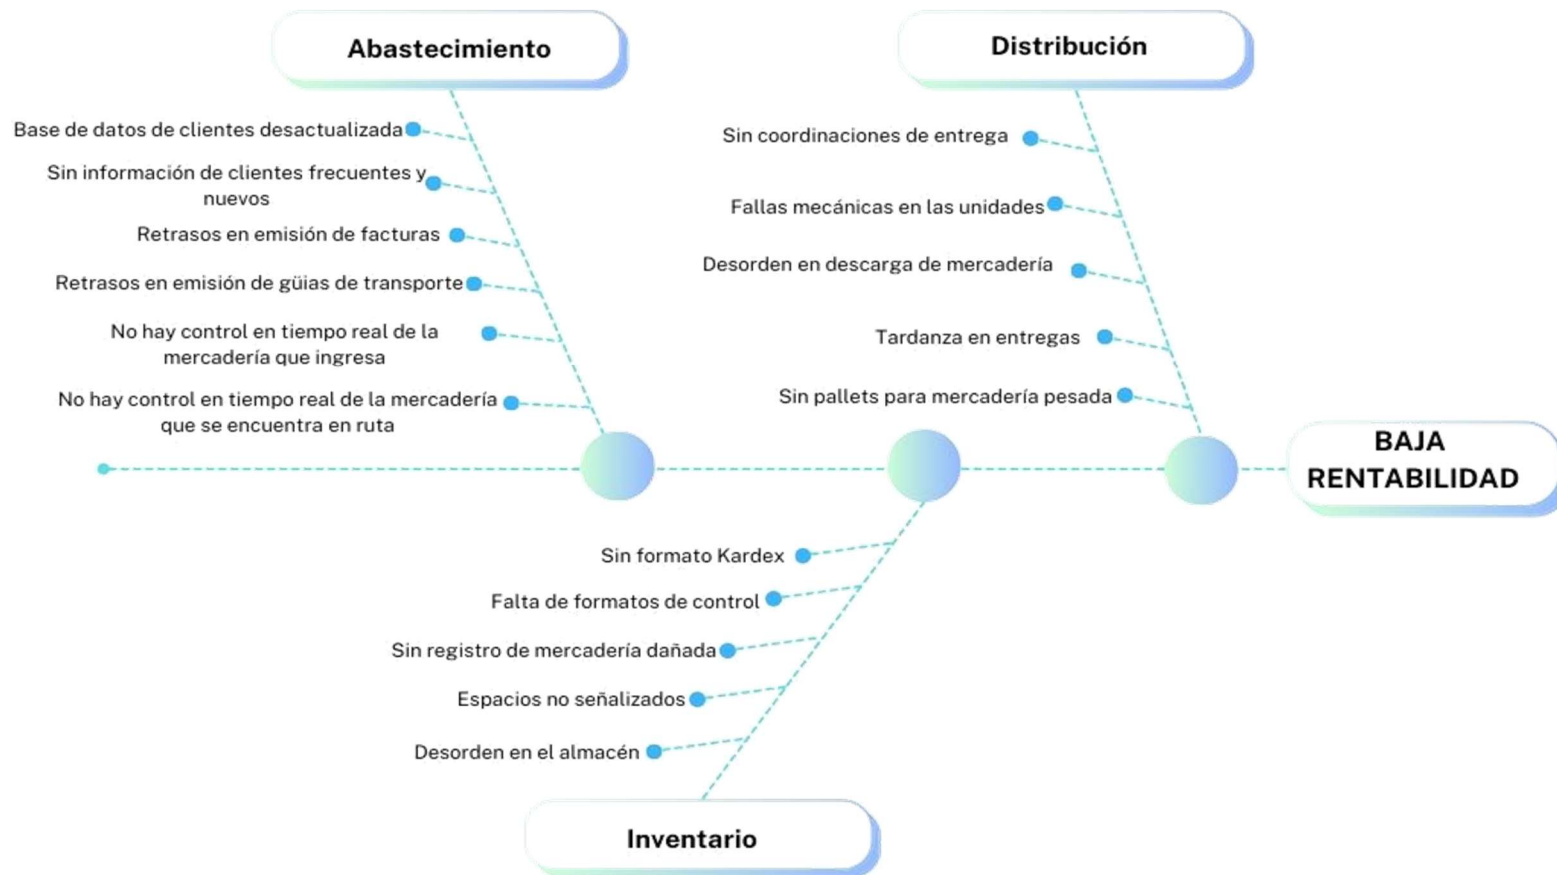 Abastecimiento
Base de datos de clientes desactualizada
Sin información de clientes frecuentes y
nuevos
Retrasos en emisión de facturas
Retrasos en emisión de güias de transporte
No hay control en tiempo real de la
mercadería que ingresa
No hay control en tiempo real de la mercadería
que se encuentra en ruta
Distribución
Sin coordinaciones de entrega
Fallas mecánicas en las unidades
Desorden en descarga de mercadería
Tardanza en entregas
Sin pallets para mercadería pesada
BAJA
RENTABILIDAD
Sin formato Kardex
Falta de formatos de control
Sin registro de mercadería dañada
Espacios no señalizados
Desorden en el almacén
Inventario